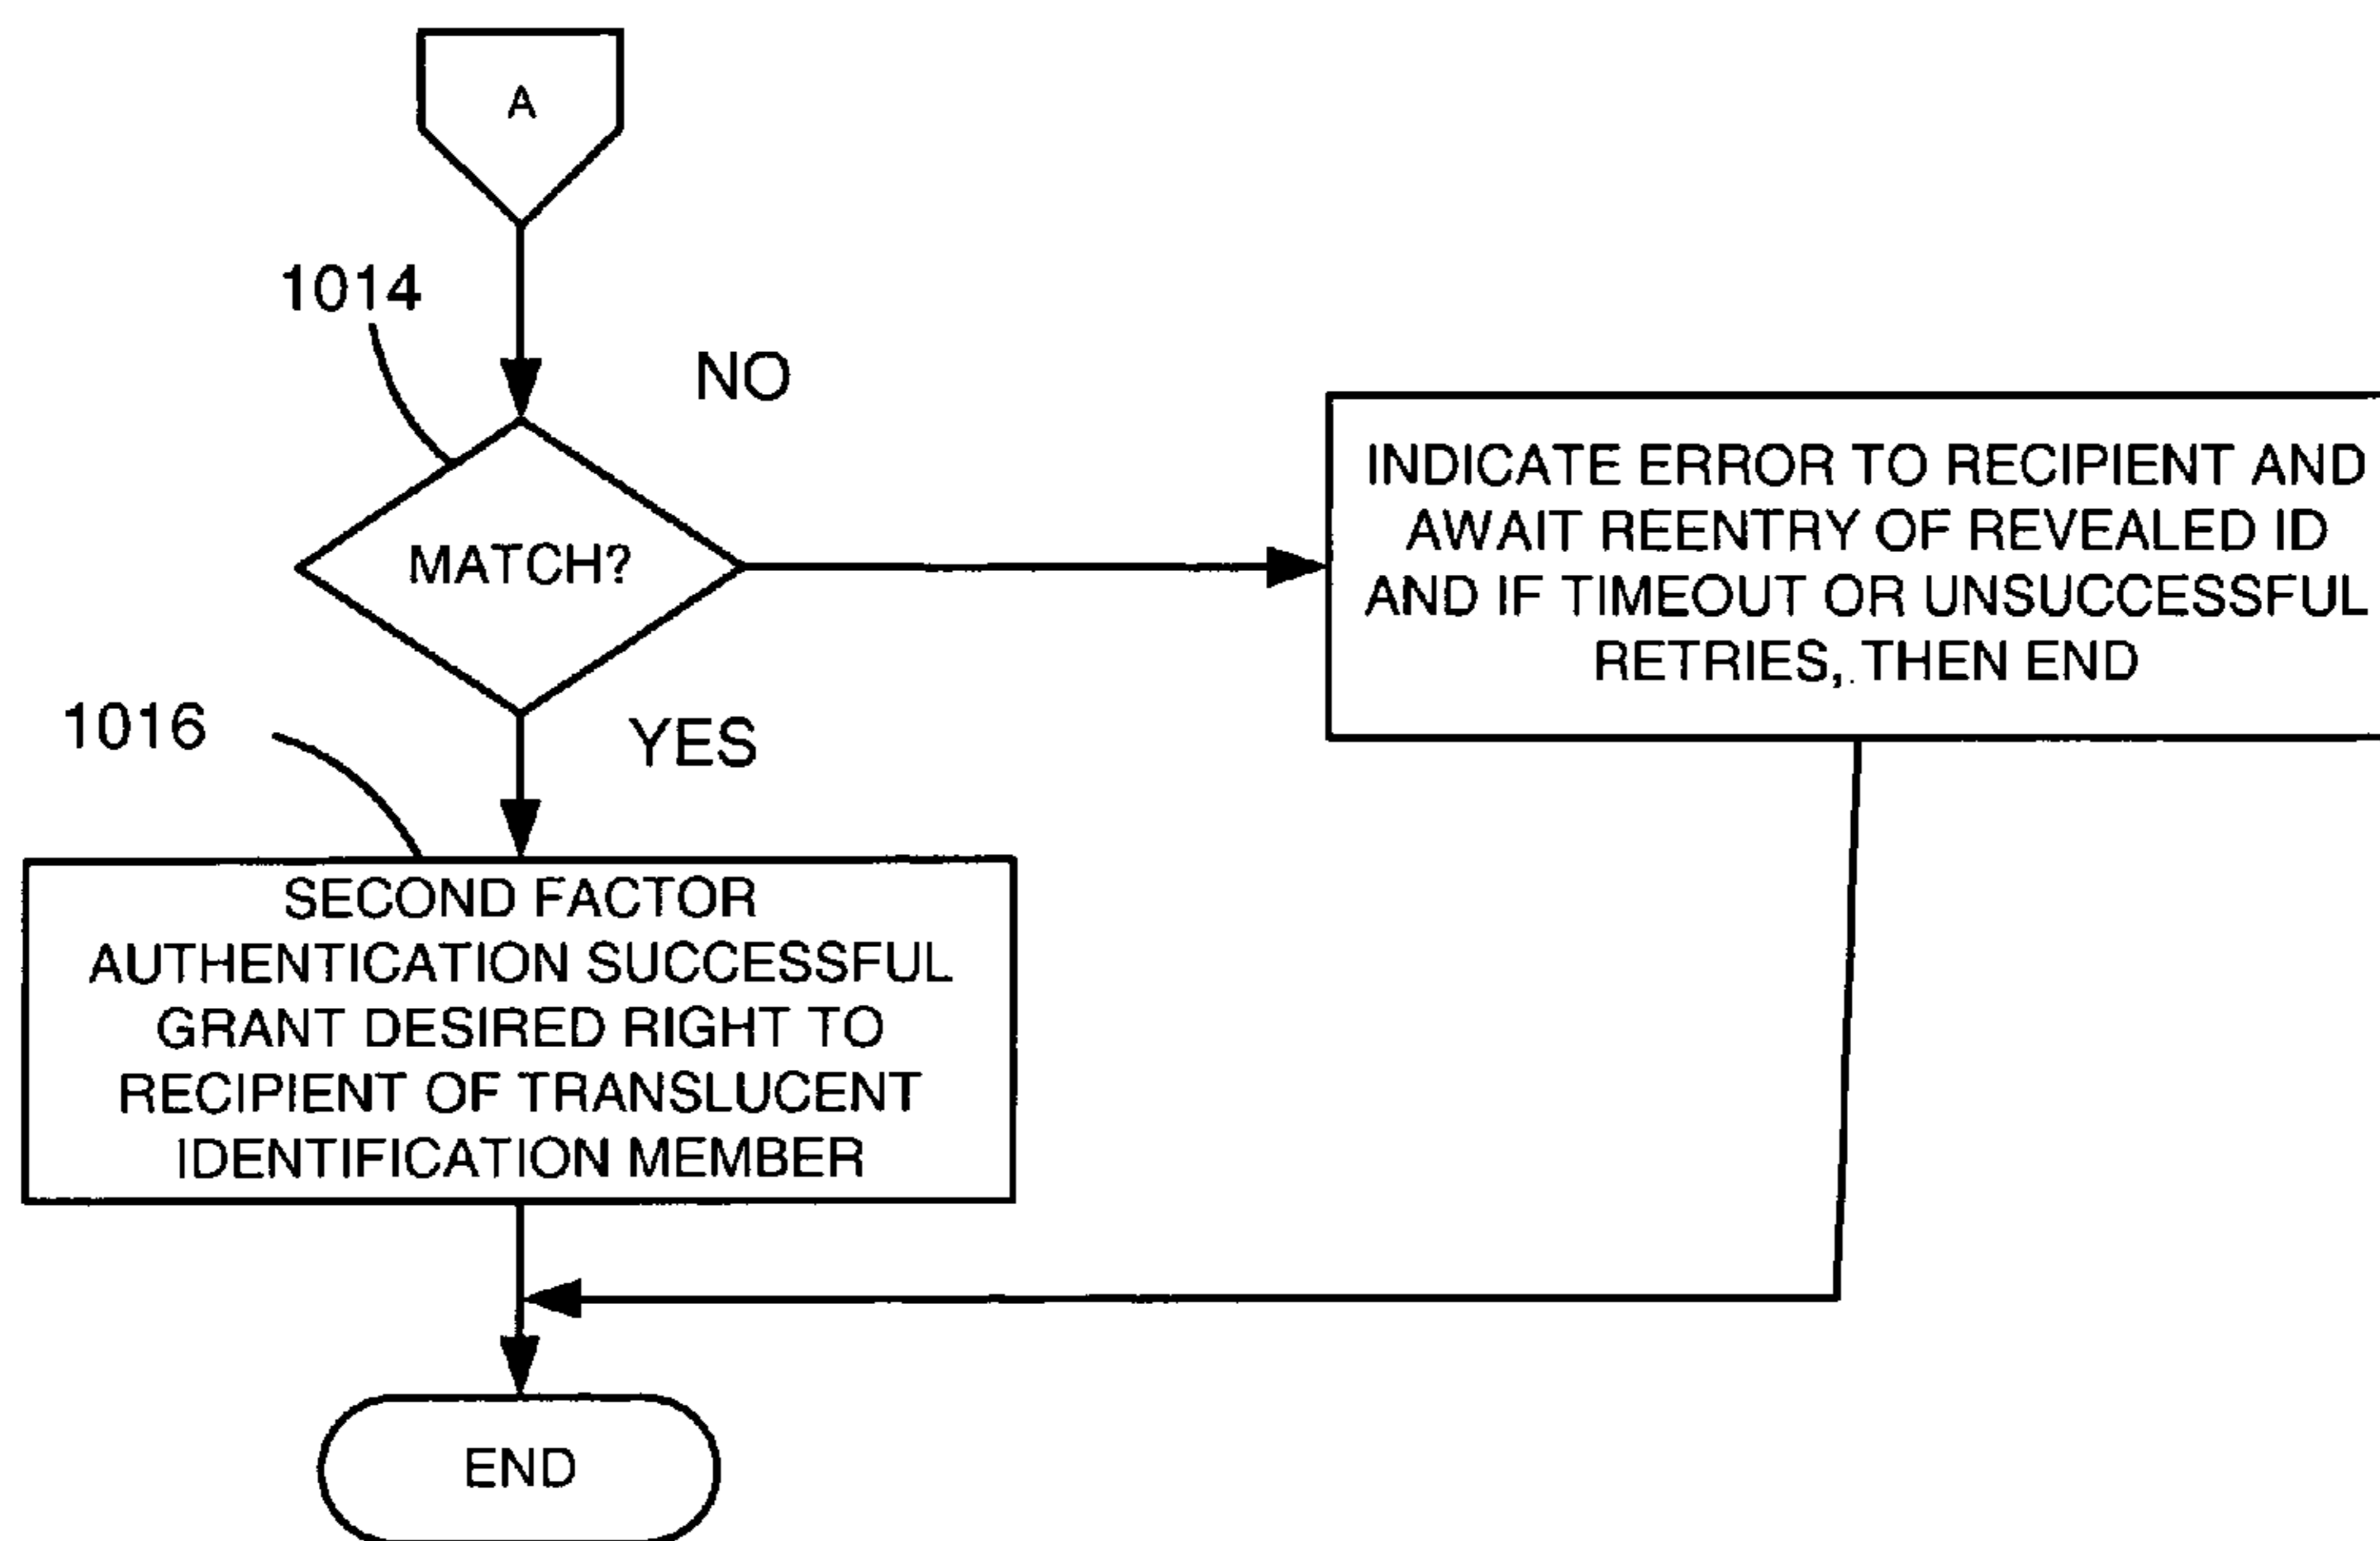 A
1014
NO
MATCH?
INDICATE ERROR TO RECIPIENT AND
AWAIT REENTRY OF REVEALED ID
AND IF TIMEOUT OR UNSUCCESSFUL
RETRIES, THEN END
1016
YES
SECOND FACTOR
AUTHENTICATION SUCCESSFUL
GRANT DESIRED RIGHT TO
RECIPIENT OF TRANSLUCENT
IDENTIFICATION MEMBER
END